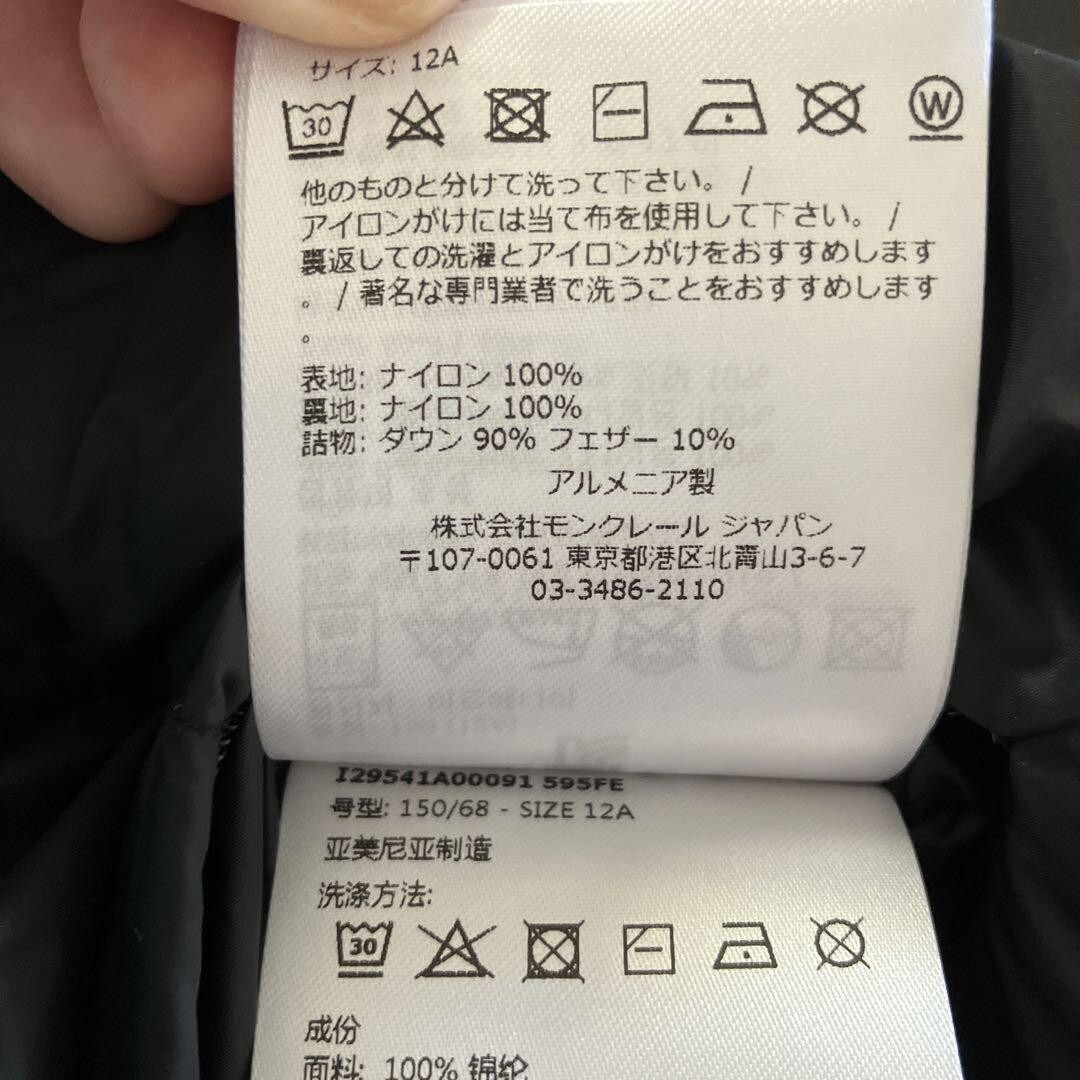 サイズ: 12A
30
W
他のものと分けて洗って下さい。 /
アイロンがけには当て布を使用して下さい。 /
裏返しての洗濯とアイロンがけをおすすめします
。 / 著名な専門業者で洗うことをおすすめします
。
表地: ナイロン 100%
裏地: ナイロン 100%
詰物: ダウン 90% フェザー 10%
アルメニア製
株式会社モンクレール ジャパン
〒107-0061 東京都港区北青山3-6-7
03-3486-2110
I29541A00091 595FE
号型: 150/68 - SIZE 12A
亚美尼亚制造
洗涤方法:
30
成份
面料: 100% 锦纶